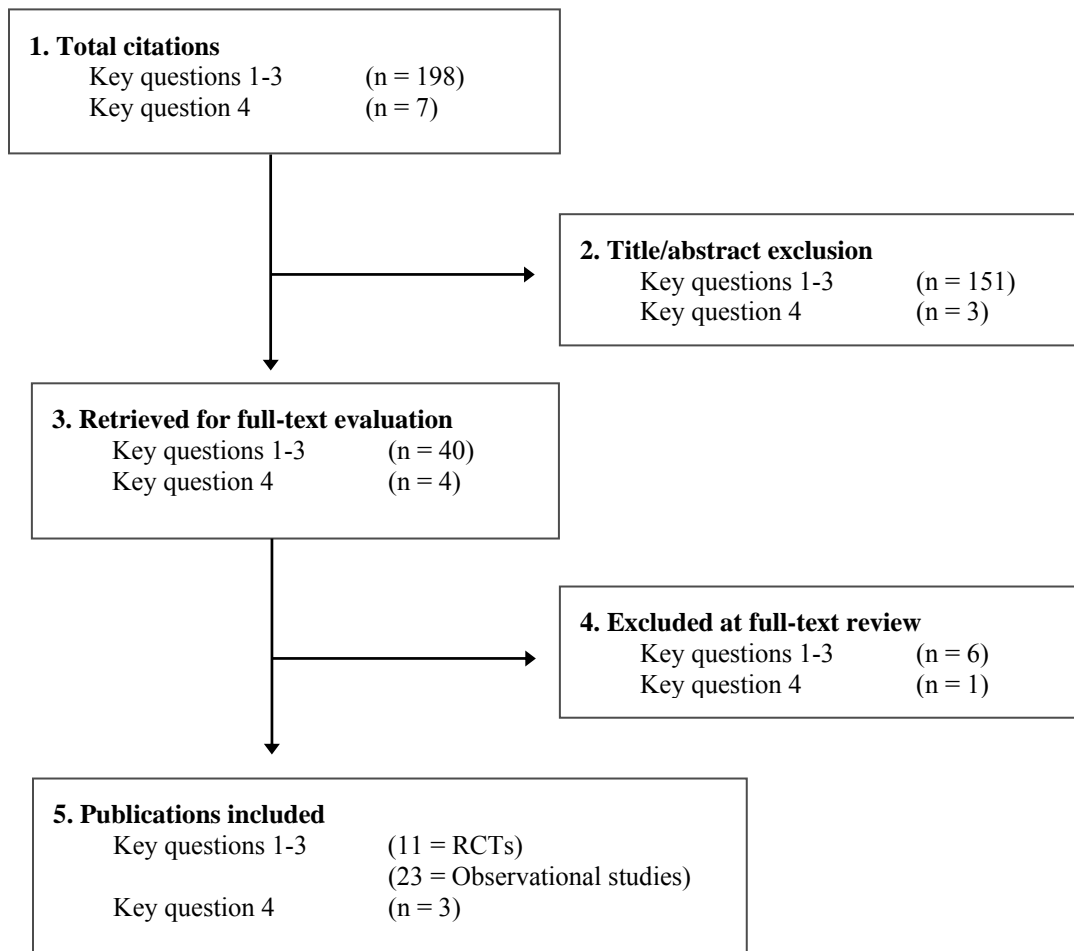 1. Total citations
Key questions 1-3 (n = 198)
Key question 4 (n = 7)
2. Title/abstract exclusion
Key questions 1-3 (n = 151)
Key question 4 (n = 3)
3. Retrieved for full-text evaluation
Key questions 1-3 (n = 40)
Key question 4 (n = 4)
4. Excluded at full-text review
Key questions 1-3 (n = 6)
Key question 4 (n = 1)
5. Publications included
Key questions 1-3 (11 = RCTs)
(23 = Observational studies)
Key question 4 (n = 3)